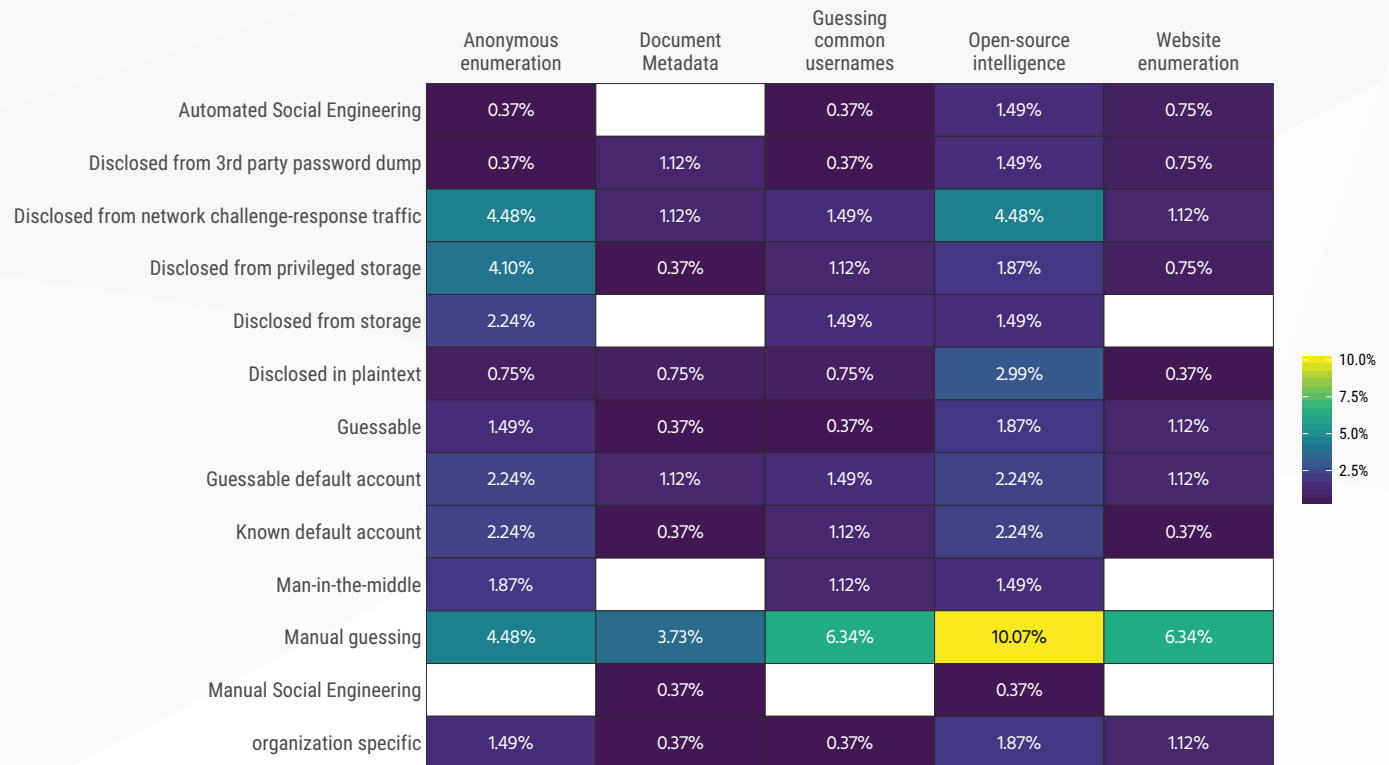 Anonymous enumeration
Document Metadata
Guessing common usernames
Open-source intelligence
Website enumeration
Automated Social Engineering 0.37% 0.37% 1.49% 0.75%
Disclosed from 3rd party password dump 0.37% 1.12% 0.37% 1.49% 0.75%
Disclosed from network challenge-response traffic 4.48% 1.12% 1.49% 4.48% 1.12%
Disclosed from privileged storage 4.10% 0.37% 1.12% 1.87% 0.75%
Disclosed from storage 2.24% 1.49% 1.49%
Disclosed in plaintext 0.75% 0.75% 0.75% 2.99% 0.37%
Guessable 1.49% 0.37% 0.37% 1.87% 1.12%
Guessable default account 2.24% 1.12% 1.49% 2.24% 1.12%
Known default account 2.24% 0.37% 1.12% 2.24% 0.37%
Man-in-the-middle 1.87% 1.12% 1.49%
Manual guessing 4.48% 3.73% 6.34% 10.07% 6.34%
Manual Social Engineering 0.37% 0.37%
organization specific 1.49% 0.37% 0.37% 1.87% 1.12%
10.0%
7.5%
5.0%
2.5%